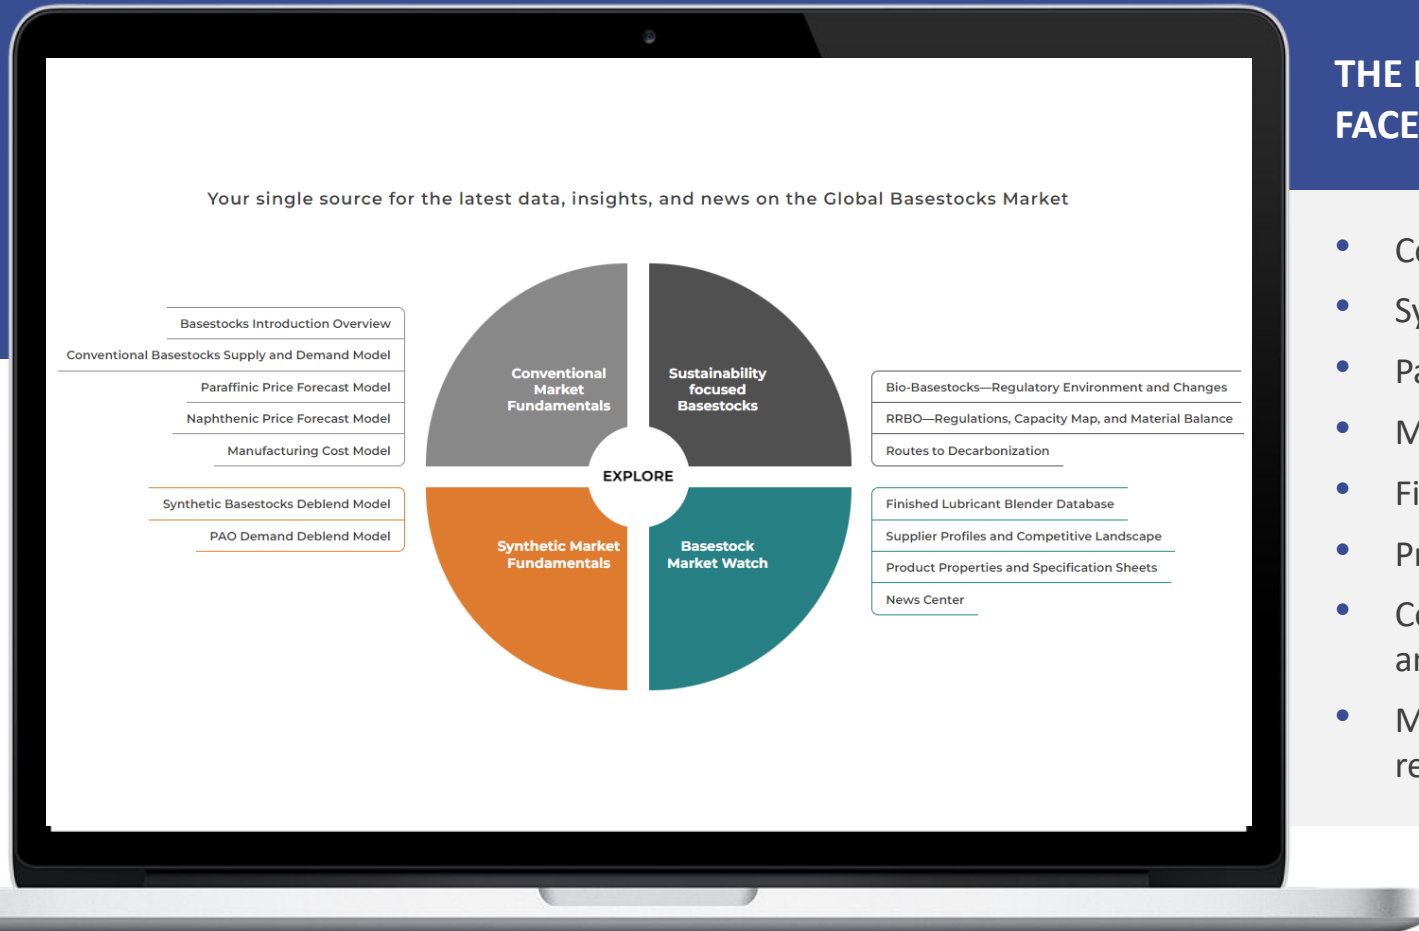 Your single source for the latest data, insights, and news on the Global Basestocks Market
Basestocks Introduction Overview
Conventional Basestocks Supply and Demand Model
Paraffinic Price Forecast Model
Naphthenic Price Forecast Model
Manufacturing Cost Model
Synthetic Basestocks Deblend Model
PAO Demand Deblend Model
Conventional
Market
Fundamentals
Sustainability
focused
Basestocks
EXPLORE
Synthetic Market
Fundamentals
Basestock
Market Watch
Bio-Basestocks—Regulatory Environment and Changes
RRBO—Regulations, Capacity Map, and Material Balance
Routes to Decarbonization
Finished Lubricant Blender Database
Supplier Profiles and Competitive Landscape
Product Properties and Specification Sheets
News Center
THE
FACE